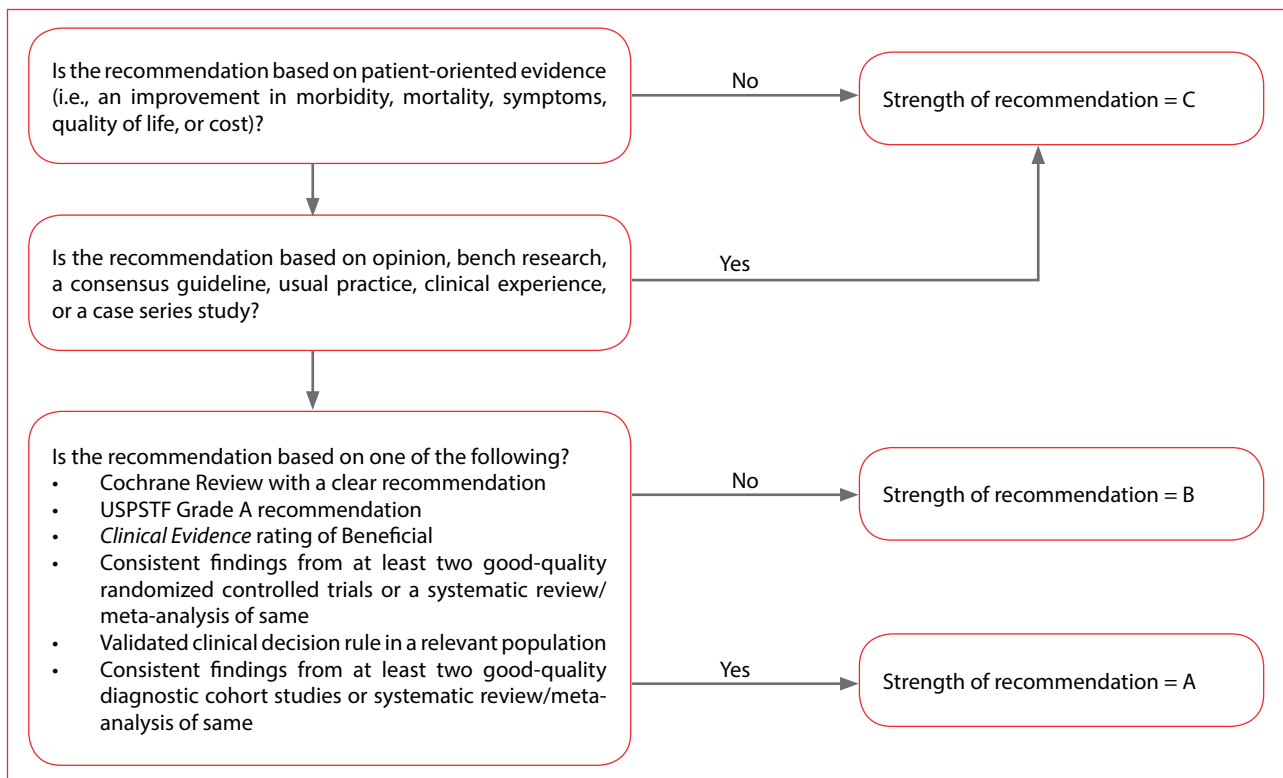 Is the recommendation based on patient-oriented evidence
(i.e., an improvement in morbidity, mortality, symptoms,
quality of life, or cost)?
No
Strength of recommendation = C
Is the recommendation based on opinion, bench research,
a consensus guideline, usual practice, clinical experience,
or a case series study?
Yes
Is the recommendation based on one of the following?
• Cochrane Review with a clear recommendation
• USPSTF Grade A recommendation
• Clinical Evidence rating of Beneficial
• Consistent findings from at least two good-quality
randomized controlled trials or a systematic review/
meta-analysis of same
• Validated clinical decision rule in a relevant population
• Consistent findings from at least two good-quality
diagnostic cohort studies or systematic review/meta-
analysis of same
No
Strength of recommendation = B
Yes
Strength of recommendation = A